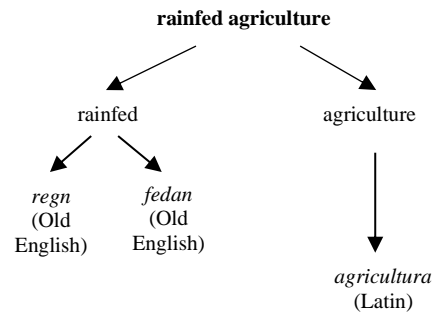 rainfed agriculture
rainfed
agriculture
regn
(Old
English)
fedan
(Old
English)
agricultura
(Latin)